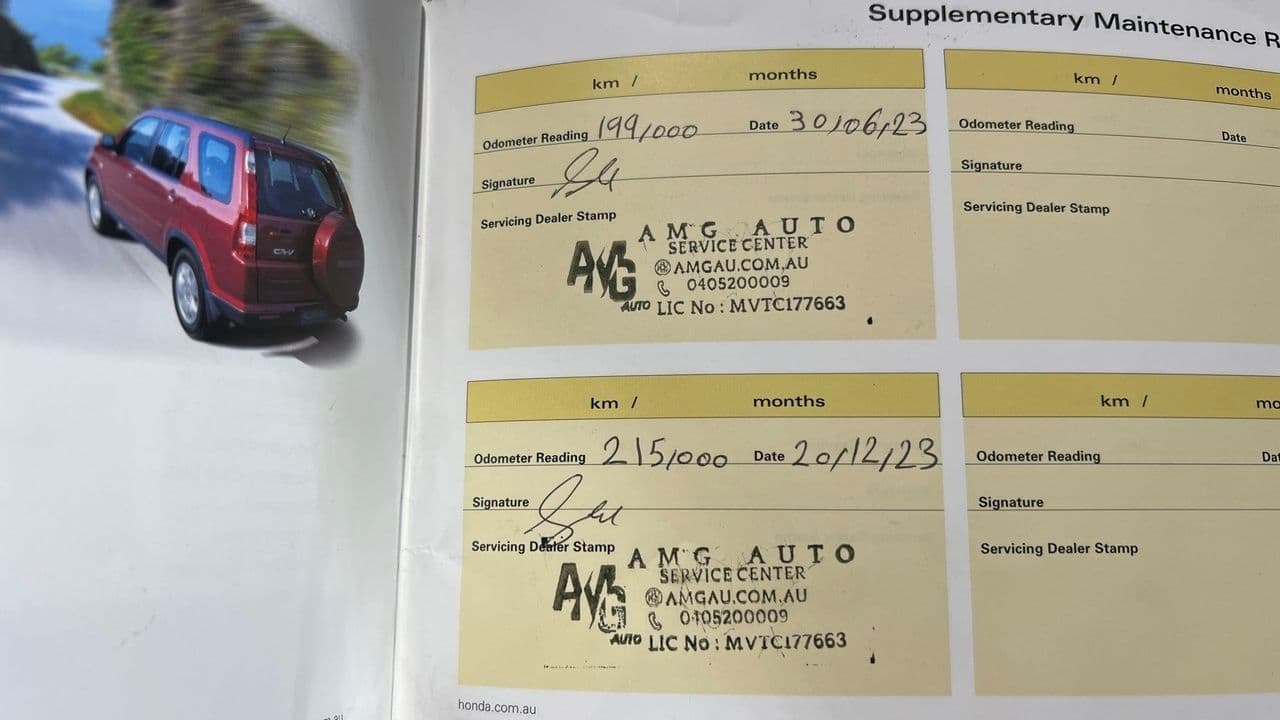 Supplementary Maintenance R
km / months
Odometer Reading 199,000 Date 30/06/23
Signature
Servicing Dealer Stamp
AMG AUTO
SERVICE CENTER
AMGAU.COM.AU
0405200009
AUTO LIC No : MVTC177663
km / months
Odometer Reading
Date
Signature
Servicing Dealer Stamp
km / months
Odometer Reading 215,000 Date 20/12/23
Signature
Servicing Dealer Stamp
AMG AUTO
SERVICE CENTER
AMGAU.COM.AU
0405200009
AUTO LIC No : MVTC177663
km / mo
Odometer Reading Dat
Signature
Servicing Dealer Stamp
honda.com.au
CR-V